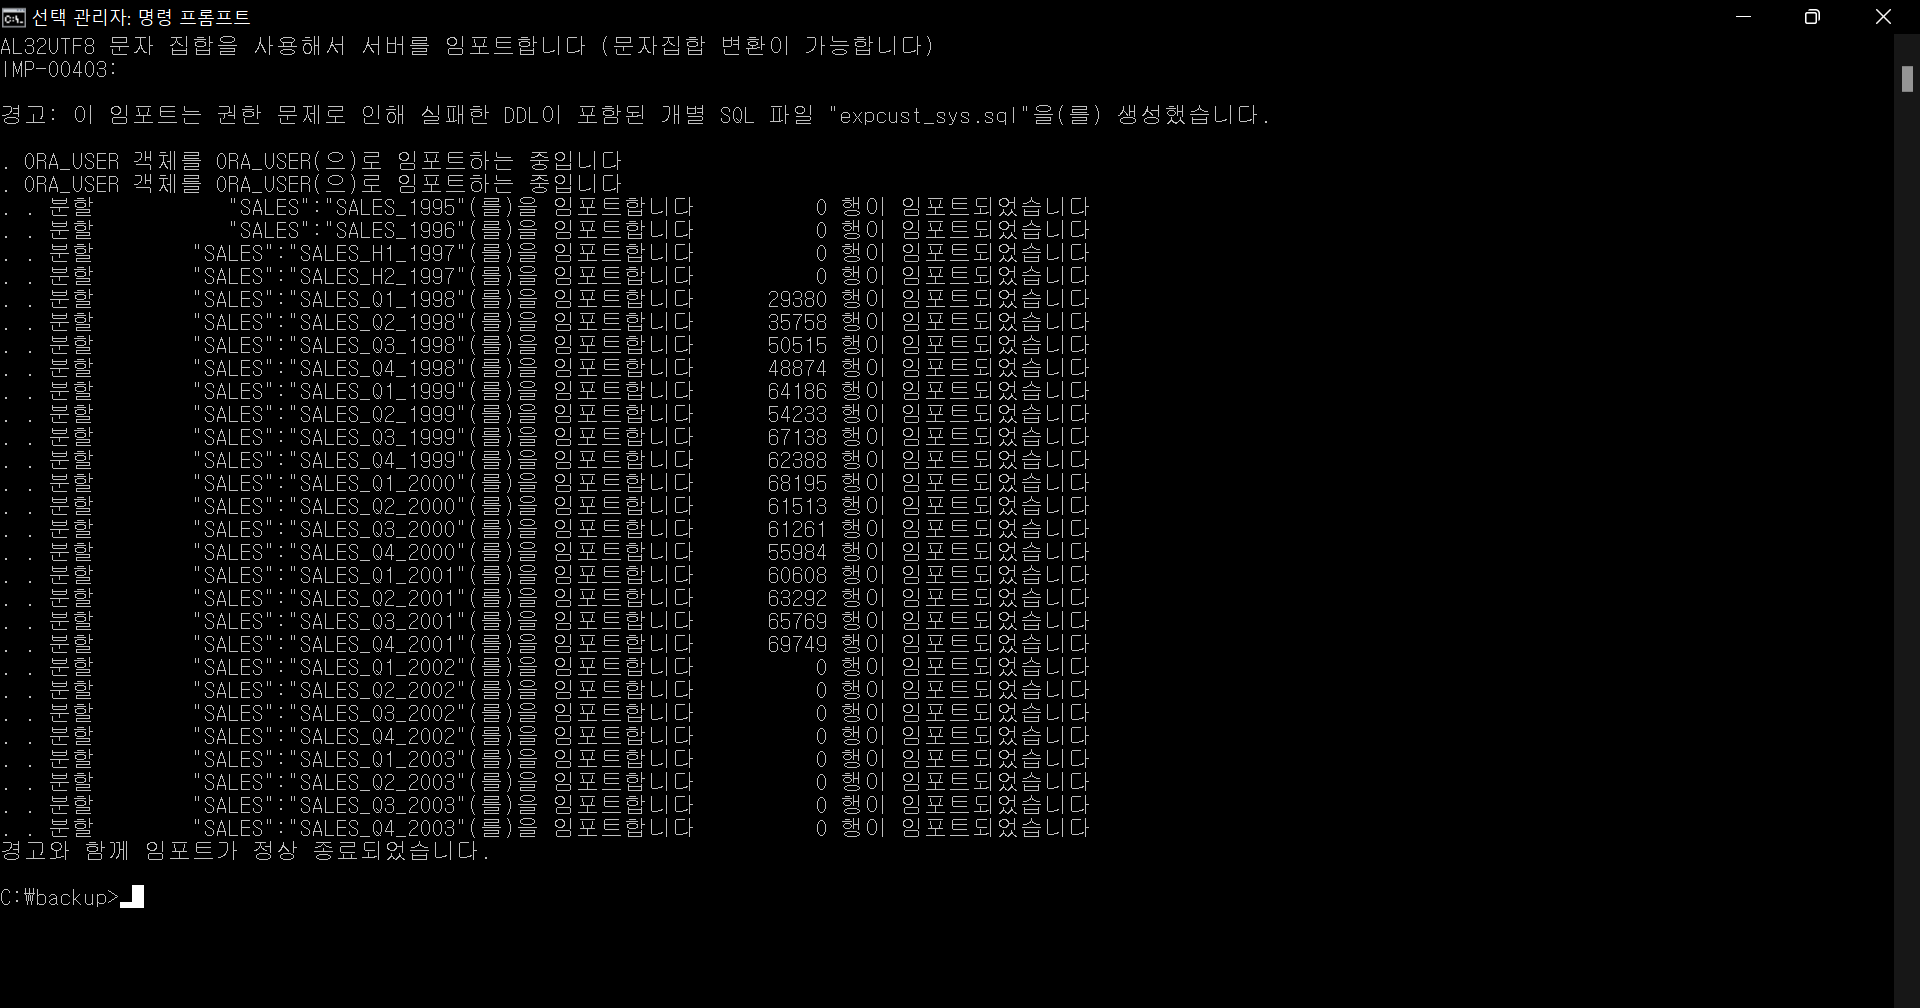 선택 관리자: 명령 프롬프트
AL32UTF8 문자 집합을 사용해서 서버를 임포트합니다 (문자집합 변환이 가능합니다)
IMP-00403:
경고: 이 임포트는 권한 문제로 인해 실패한 DDL이 포함된 개별 SQL 파일 "expcust_sys.sql"을(를) 생성했습니다.
. ORA_USER 객체를 ORA_USER(으)로 임포트하는 중입니다
. ORA_USER 객체를 ORA_USER(으)로 임포트하는 중입니다
. . 분할 "SALES":"SALES_1995"(를)을 임포트합니다 0 행이 임포트되었습니다
. . 분할 "SALES":"SALES_1996"(를)을 임포트합니다 0 행이 임포트되었습니다
. . 분할 "SALES":"SALES_H1_1997"(를)을 임포트합니다 0 행이 임포트되었습니다
. . 분할 "SALES":"SALES_H2_1997"(를)을 임포트합니다 0 행이 임포트되었습니다
. . 분할 "SALES":"SALES_Q1_1998"(를)을 임포트합니다 29380 행이 임포트되었습니다
. . 분할 "SALES":"SALES_Q2_1998"(를)을 임포트합니다 35758 행이 임포트되었습니다
. . 분할 "SALES":"SALES_Q3_1998"(를)을 임포트합니다 50515 행이 임포트되었습니다
. . 분할 "SALES":"SALES_Q4_1998"(를)을 임포트합니다 48874 행이 임포트되었습니다
. . 분할 "SALES":"SALES_Q1_1999"(를)을 임포트합니다 64186 행이 임포트되었습니다
. . 분할 "SALES":"SALES_Q2_1999"(를)을 임포트합니다 54233 행이 임포트되었습니다
. . 분할 "SALES":"SALES_Q3_1999"(를)을 임포트합니다 67138 행이 임포트되었습니다
. . 분할 "SALES":"SALES_Q4_1999"(를)을 임포트합니다 62388 행이 임포트되었습니다
. . 분할 "SALES":"SALES_Q1_2000"(를)을 임포트합니다 68195 행이 임포트되었습니다
. . 분할 "SALES":"SALES_Q2_2000"(를)을 임포트합니다 61513 행이 임포트되었습니다
. . 분할 "SALES":"SALES_Q3_2000"(를)을 임포트합니다 61261 행이 임포트되었습니다
. . 분할 "SALES":"SALES_Q4_2000"(를)을 임포트합니다 55984 행이 임포트되었습니다
. . 분할 "SALES":"SALES_Q1_2001"(를)을 임포트합니다 60608 행이 임포트되었습니다
. . 분할 "SALES":"SALES_Q2_2001"(를)을 임포트합니다 63292 행이 임포트되었습니다
. . 분할 "SALES":"SALES_Q3_2001"(를)을 임포트합니다 65769 행이 임포트되었습니다
. . 분할 "SALES":"SALES_Q4_2001"(를)을 임포트합니다 69749 행이 임포트되었습니다
. . 분할 "SALES":"SALES_Q1_2002"(를)을 임포트합니다 0 행이 임포트되었습니다
. . 분할 "SALES":"SALES_Q2_2002"(를)을 임포트합니다 0 행이 임포트되었습니다
. . 분할 "SALES":"SALES_Q3_2002"(를)을 임포트합니다 0 행이 임포트되었습니다
. . 분할 "SALES":"SALES_Q4_2002"(를)을 임포트합니다 0 행이 임포트되었습니다
. . 분할 "SALES":"SALES_Q1_2003"(를)을 임포트합니다 0 행이 임포트되었습니다
. . 분할 "SALES":"SALES_Q2_2003"(를)을 임포트합니다 0 행이 임포트되었습니다
. . 분할 "SALES":"SALES_Q3_2003"(를)을 임포트합니다 0 행이 임포트되었습니다
. . 분할 "SALES":"SALES_Q4_2003"(를)을 임포트합니다 0 행이 임포트되었습니다
경고와 함께 임포트가 정상 종료되었습니다.
C:₩backup>